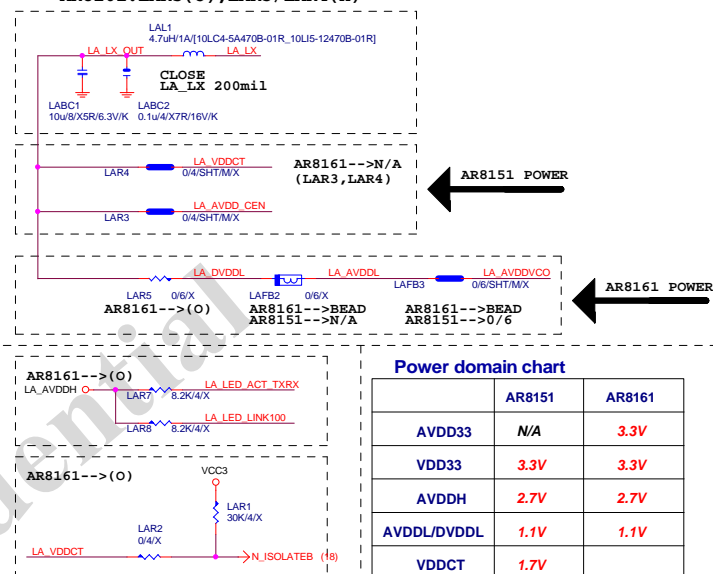 LAL1
4.7uH/1A/[10LC4-5A470B-01R_10LI5-12470B-01R]
LA_LX_OUT
LA_LX
CLOSE
LA_LX 200mil
LABC1
10u/8/X5R/6.3V/K
LABC2
0.1u/4/X7R/16V/K
LA_VDDCT
LAR4
0/4/SHT/M/X
AR8161-->N/A
(LAR3,LAR4)
AR8151 POWER
LA_AVDD_CEN
LAR3
0/4/SHT/M/X
LA_DVDDL
LA_AVDDL
LA_AVDDVCO
LAR5
0/6/X
LAFB2
0/6/X
LAFB3
0/6/SHT/M/X
AR8161-->(O)
AR8161-->BEAD
AR8151-->N/A
AR8161-->BEAD
AR8151-->0/6
AR8161 POWER
AR8161-->(O)
LA_AVDDH
LA_LED_ACT_TXRX
LAR7
8.2K/4/X
LA_LED_LINK100
LAR8
8.2K/4/X
AR8161-->(O)
VCC3
LAR1
30K/4/X
LAR2
0/4/X
LA_VDDCT
N_ISOLATEB (18)
Power domain chart
AR8151 AR8161
AVDD33 N/A 3.3V
VDD33 3.3V 3.3V
AVDDH 2.7V 2.7V
AVDDL/DVDDL 1.1V 1.1V
VDDCT 1.7V
dential